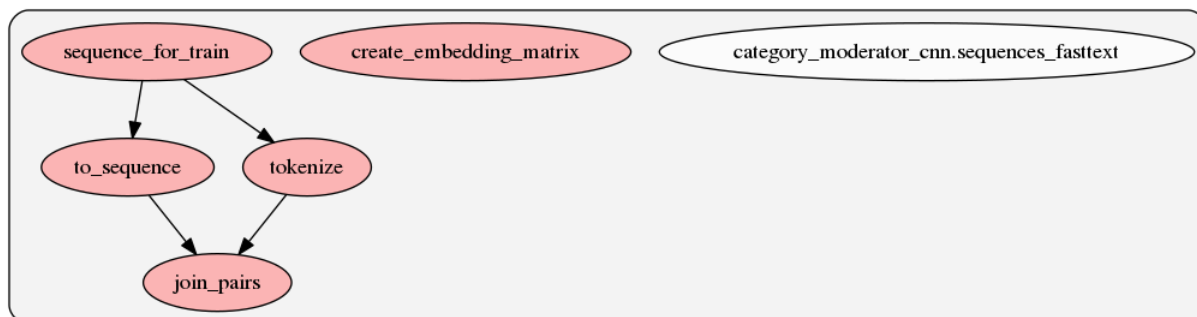 sequence_for_train
create_embedding_matrix
category_moderator_cnn.sequences_fasttext
to_sequence
tokenize
join_pairs